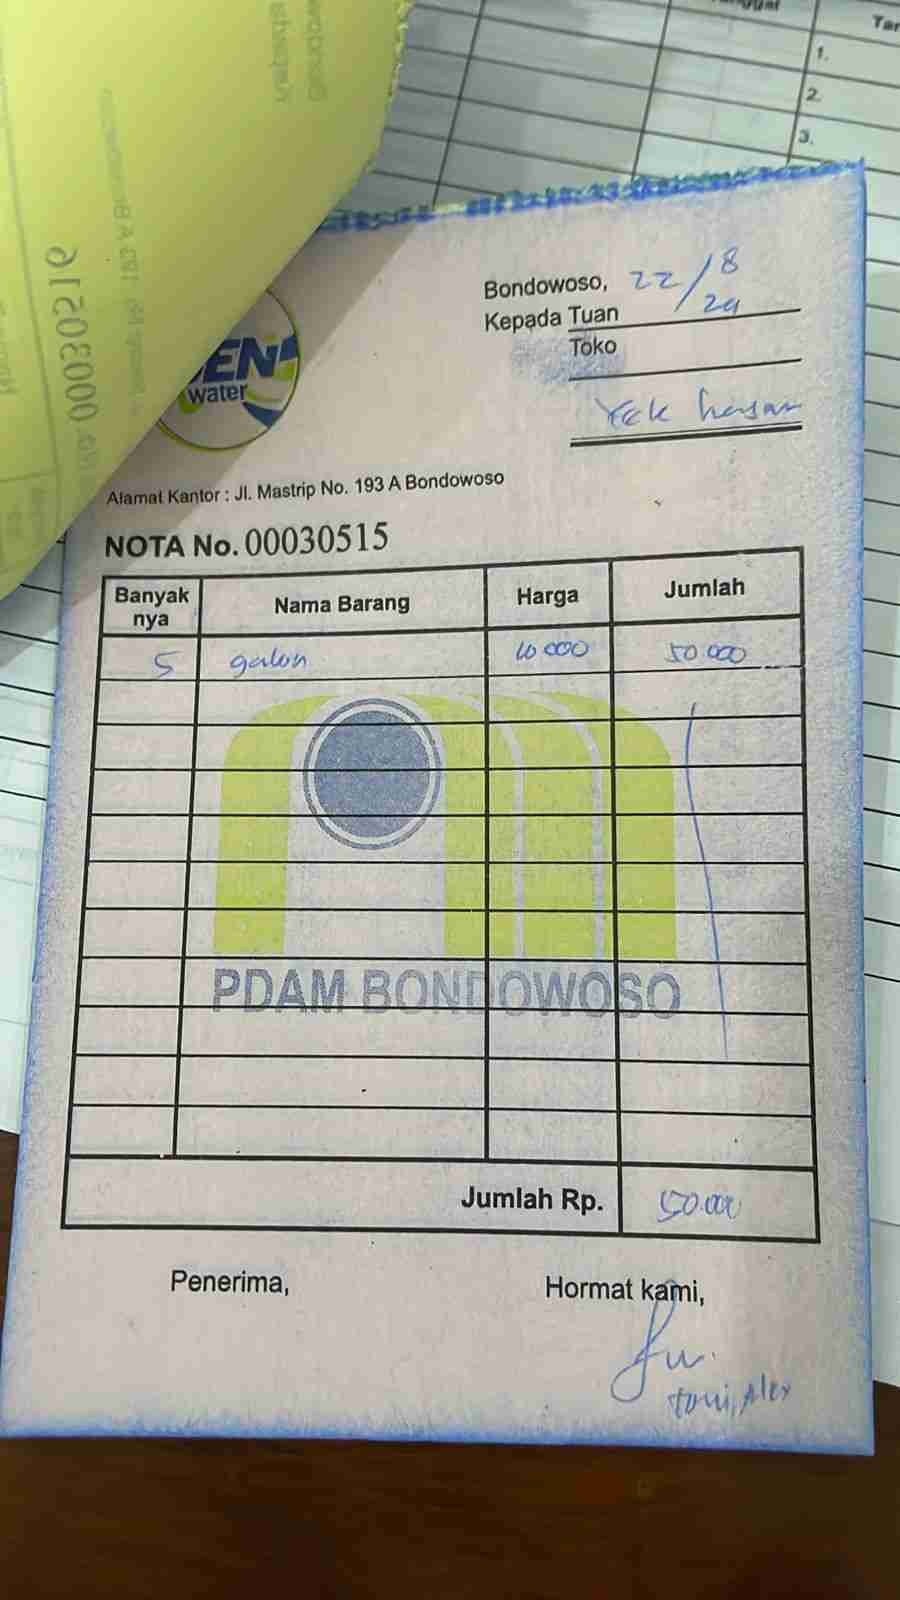 1.
Tar
2.
3.
Bondowoso, 22/8
24
Kepada Tuan
Toko
Yek hasan
EN
water
Alamat Kantor : Jl. Mastrip No. 193 A Bondowoso
NOTA No. 00030515
Banyak nya Nama Barang Harga Jumlah
5 galon 10 000 50 000
PDAM BONDOWOSO
Jumlah Rp. 50.000
Penerima, Hormat kami,
toni, Alex